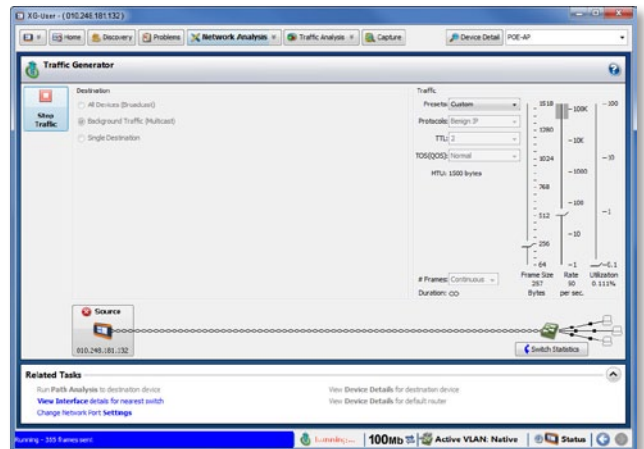 XG-User - (010.248.181.132)
Home
Discovery
Problems
Network Analysis
Traffic Analysis
Capture
Device Detail
POE-AP
Traffic Generator
Stop Traffic
Destination
All Devices (Broadcast)
Background Traffic (Multicast)
Single Destination
Traffic
Presets: Custom
Protocols: Benign IP
TTL: 2
TOS(QOS): Normal
MTU: 1500 bytes
# Frames: Continuous
Duration: ∞
1518
1280
1024
768
512
256
64
Frame Size
257
Bytes
100K
10K
1000
100
10
1
Rate
50
per sec.
100
10
1
0.1
Utilization
0.111%
Source
010.248.181.132
Switch Statistics
Related Tasks
Run Path Analysis to destination device
View Interface details for nearest switch
Change Network Port Settings
View Device Details for destination device
View Device Details for default router
Running - 355 frames sent
Running...
100Mb
Active VLAN: Native
Status